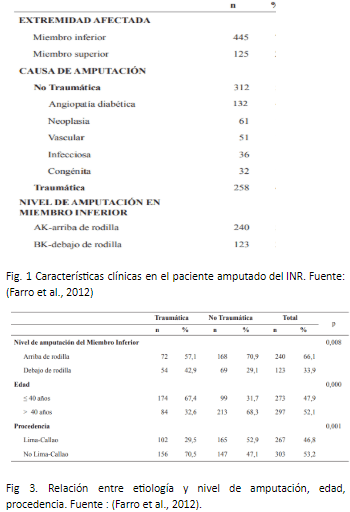 n %
EXTREMIDAD AFECTADA
Miembro inferior 445
Miembro superior 125
CAUSA DE AMPUTACIÓN
No Traumática 312
Angiopatía diabética 132
Neoplasia 61
Vascular 51
Infecciosa 36
Congénita 32
Traumática 258
NIVEL DE AMPUTACIÓN EN
MIEMBRO INFERIOR
AK-arriba de rodilla 240
BK-debajo de rodilla 123
Fig. 1 Características clínicas en el paciente amputado del INR. Fuente:
(Farro et al., 2012)
Traumática No Traumática Total p
n % n % n %
Nivel de amputación del Miembro Inferior 0,008
Arriba de rodilla 72 57,1 168 70,9 240 66,1
Debajo de rodilla 54 42,9 69 29,1 123 33,9
Edad 0,000
≤ 40 años 174 67,4 99 31,7 273 47,9
> 40 años 84 32,6 213 68,3 297 52,1
Procedencia 0,001
Lima-Callao 102 29,5 165 52,9 267 46,8
No Lima-Callao 156 70,5 147 47,1 303 53,2
Fig 3. Relación entre etiología y nivel de amputación, edad,
procedencia. Fuente : (Farro et al., 2012).